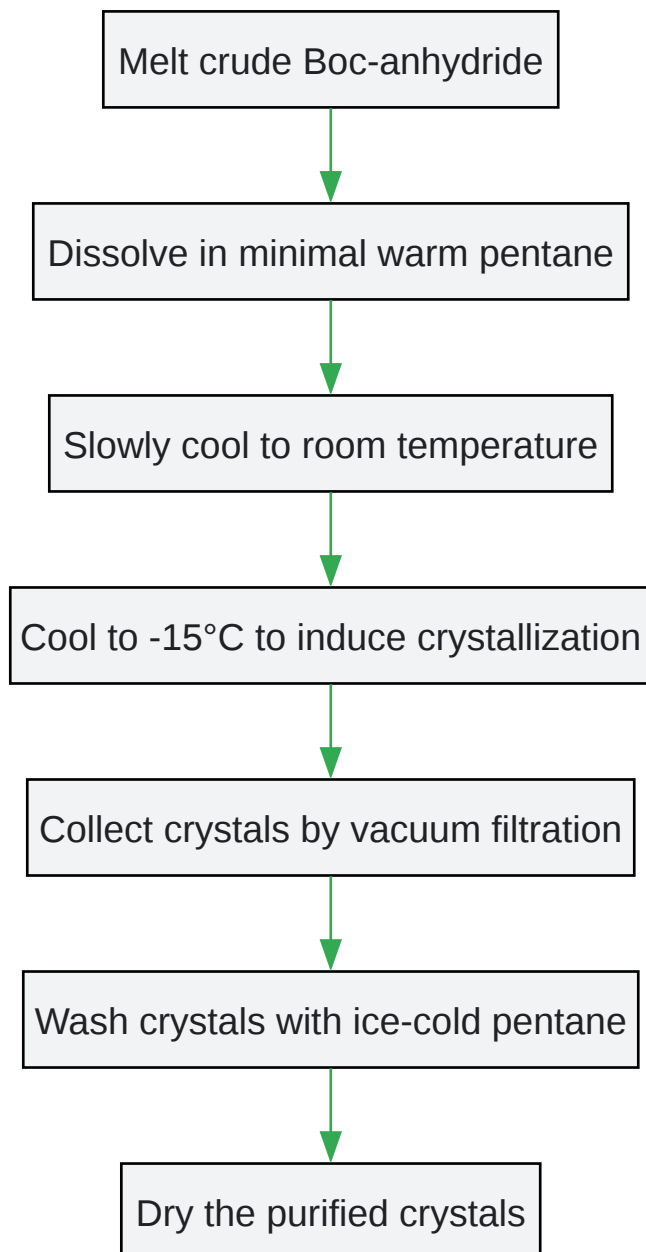 Melt crude Boc-anhydride
Dissolve in minimal warm pentane
Slowly cool to room temperature
Cool to -15°C to induce crystallization
Collect crystals by vacuum filtration
Wash crystals with ice-cold pentane
Dry the purified crystals